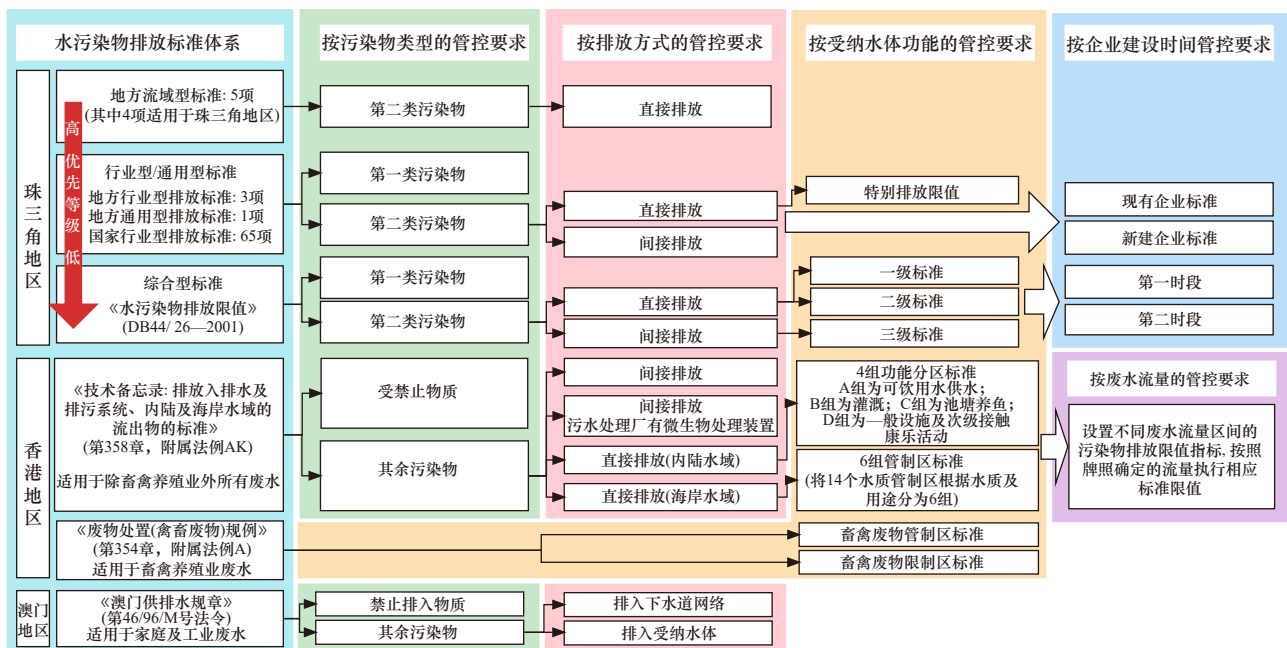 水污染物排放标准体系
按污染物类型的管控要求
按排放方式的管控要求
按受纳水体功能的管控要求
按企业建设时间管控要求
珠三角地区
高 优先等级 低
地方流域型标准: 5项
(其中4项适用于珠三角地区)
第二类污染物
直接排放
行业型/通用型标准
地方行业型排放标准: 3项
地方通用型排放标准: 1项
国家行业型排放标准: 65项
第一类污染物
第二类污染物
直接排放
间接排放
特别排放限值
现有企业标准
新建企业标准
综合型标准
《水污染物排放限值》
(DB44/ 26—2001)
第一类污染物
第二类污染物
直接排放
间接排放
一级标准
二级标准
三级标准
第一时段
第二时段
香港地区
《技术备忘录: 排放入排水及
排污系统、内陆及海岸水域的
流出物的标准》
(第358章，附属法例AK)
适用于除畜禽养殖业外所有废水
受禁止物质
其余污染物
间接排放
间接排放
污水处理厂有微生物处理装置
直接排放(内陆水域)
直接排放(海岸水域)
4组功能分区标准
A组为可饮用水供水；
B组为灌溉；C组为池塘养鱼；
D组为一般设施及次级接触
康乐活动
6组管制区标准
(将14个水质管制区根据水质及
用途分为6组)
按废水流量的管控要求
设置不同废水流量区间的
污染物排放限值指标, 按照
牌照确定的流量执行相应
标准限值
《废物处置(禽畜废物)规例》
(第354章，附属法例A)
适用于畜禽养殖业废水
畜禽废物管制区标准
畜禽废物限制区标准
澳门
地区
《澳门供排水规章》
(第46/96/M号法令)
适用于家庭及工业废水
禁止排入物质
其余污染物
排入下水道网络
排入受纳水体